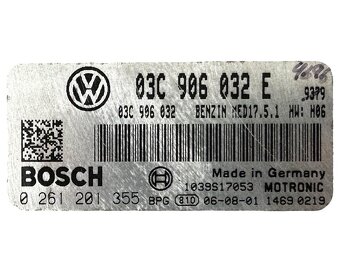 03C 906 032 E
9379
03C 906 032 BENZIN MED17.5.1 HW: H06
BOSCH
Made in Germany
1039S17053 MOTRONIC
0 261 201 355 BPG 810 06-08-01 1469 0219